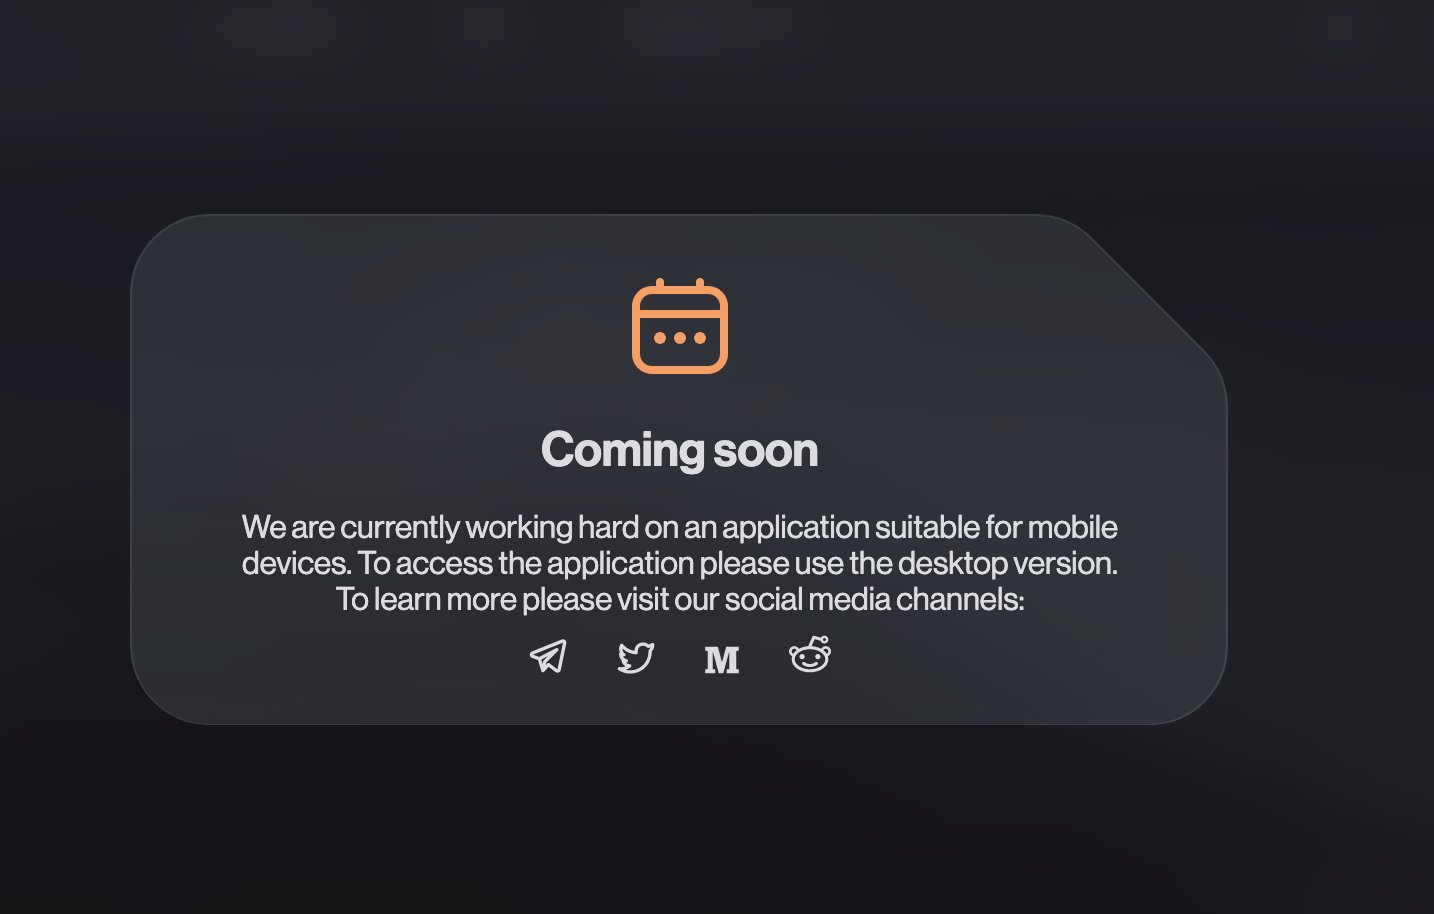 Coming soon
We are currently working hard on an application suitable for mobile
devices. To access the application please use the desktop version.
To learn more please visit our social media channels:
M